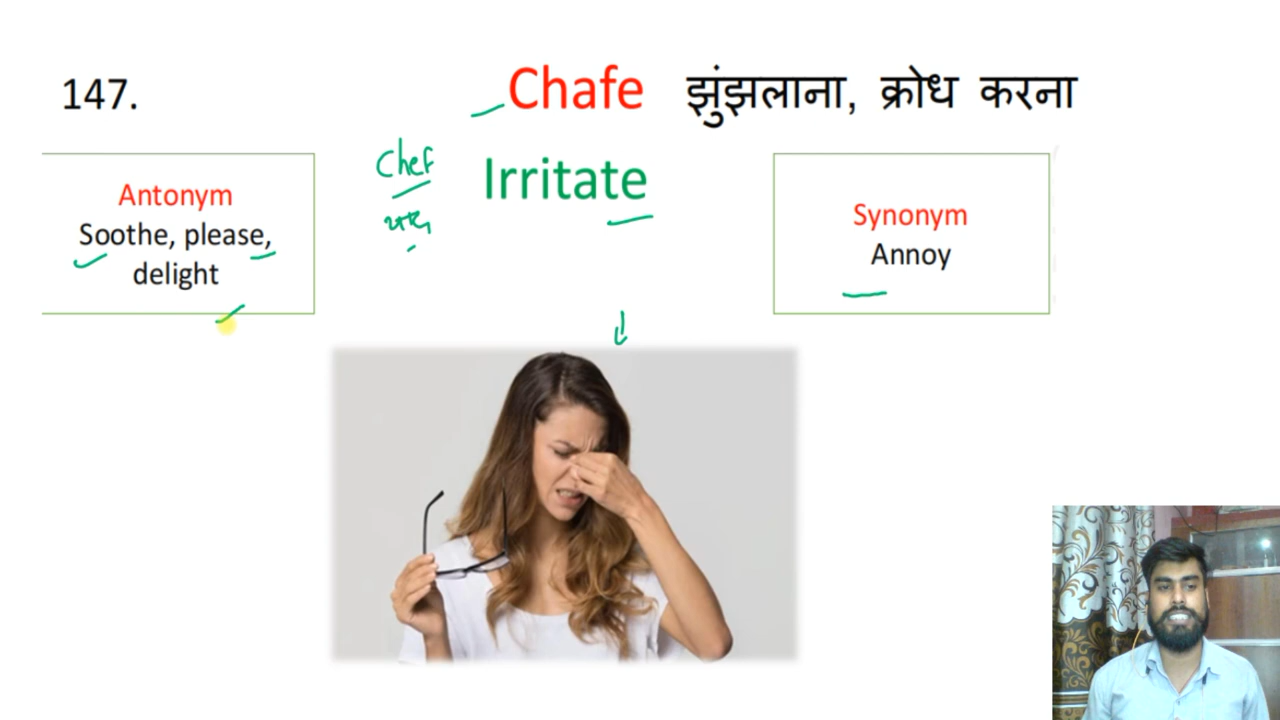 147.
Chafe झुंझलाना, क्रोध करना
Chef
Irritate
Antonym
Soothe, please,
delight
Synonym
Annoy